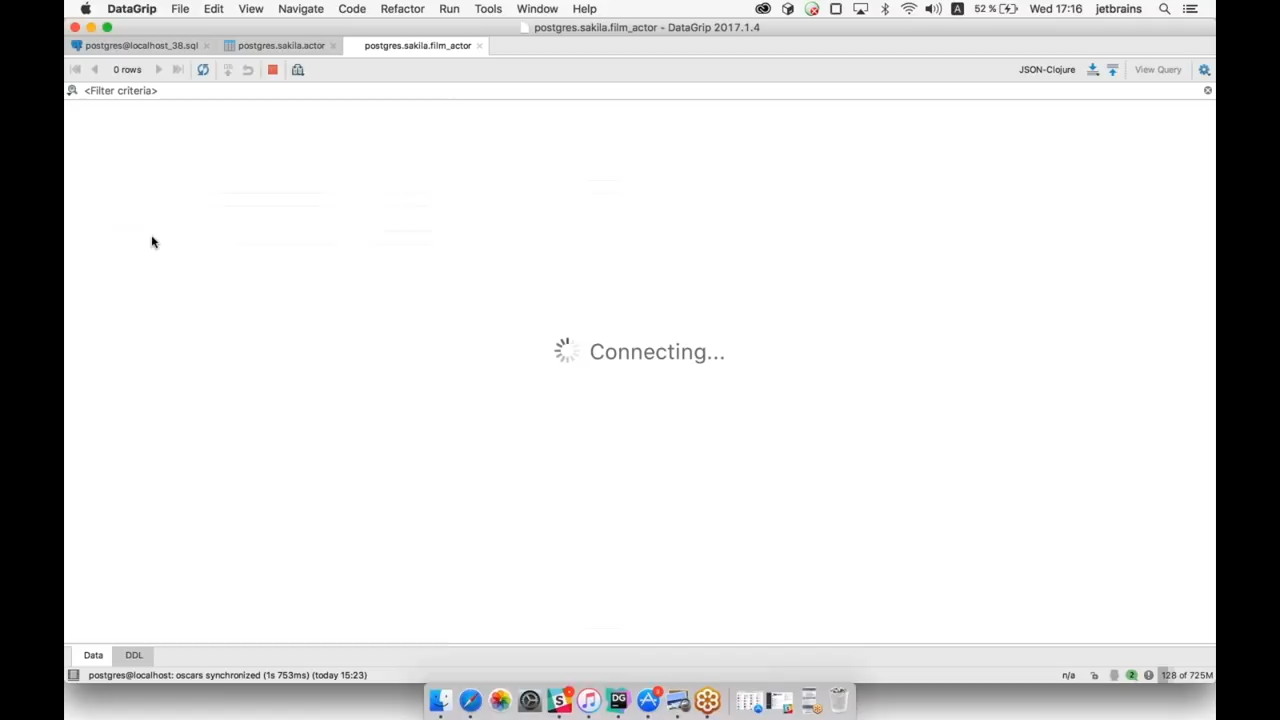 DataGrip File Edit View Navigate Code Refactor Run Tools Window Help A 52 % Wed 17:16 jetbrains
postgres.sakila.film_actor - DataGrip 2017.1.4
postgres@localhost_38.sql postgres.sakila.actor postgres.sakila.film_actor
0 rows JSON-Clojure View Query
<Filter criteria>
Connecting...
Data DDL
postgres@localhost: oscars synchronized (1s 753ms) (today 15:23) n/a 2 128 of 725M
S DG